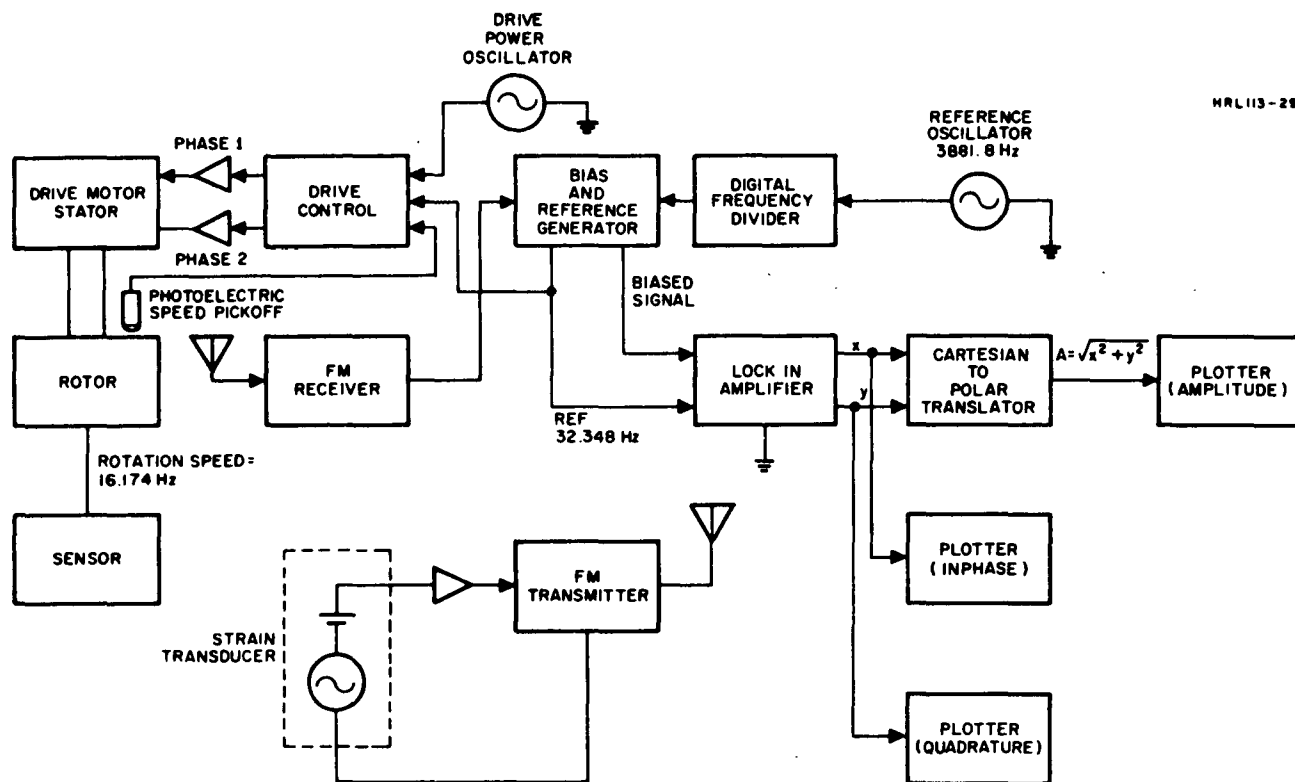 DRIVE
POWER
OSCILLATOR
HRL113-29
REFERENCE
OSCILLATOR
3881.8 Hz
PHASE 1
DRIVE MOTOR
STATOR
DRIVE
CONTROL
BIAS
AND
REFERENCE
GENERATOR
DIGITAL
FREQUENCY
DIVIDER
PHASE 2
PHOTOELECTRIC
SPEED PICKOFF
BIASED
SIGNAL
ROTOR
FM
RECEIVER
LOCK IN
AMPLIFIER
x
y
CARTESIAN
TO
POLAR
TRANSLATOR
A=√x²+y²
PLOTTER
(AMPLITUDE)
REF
32.348 Hz
ROTATION SPEED=
16.174 Hz
SENSOR
FM
TRANSMITTER
PLOTTER
(INPHASE)
STRAIN
TRANSDUCER
PLOTTER
(QUADRATURE)